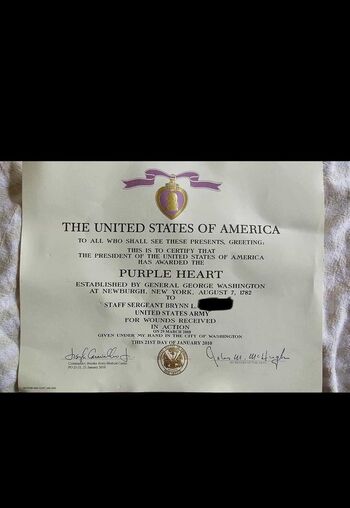 THE UNITED STATES OF AMERICA
TO ALL WHO SHALL SEE THESE PRESENTS, GREETING:
THIS IS TO CERTIFY THAT
THE PRESIDENT OF THE UNITED STATES OF AMERICA
HAS AWARDED THE
PURPLE HEART
ESTABLISHED BY GENERAL GEORGE WASHINGTON
AT NEWBURGH, NEW YORK, AUGUST 7, 1782
TO
STAFF SERGEANT BRYNN L.
UNITED STATES ARMY
FOR WOUNDS RECEIVED
IN ACTION
GIVEN UNDER MY HAND IN THE CITY OF WASHINGTON
THIS 21ST DAY OF JANUARY 2010
John M. McHugh